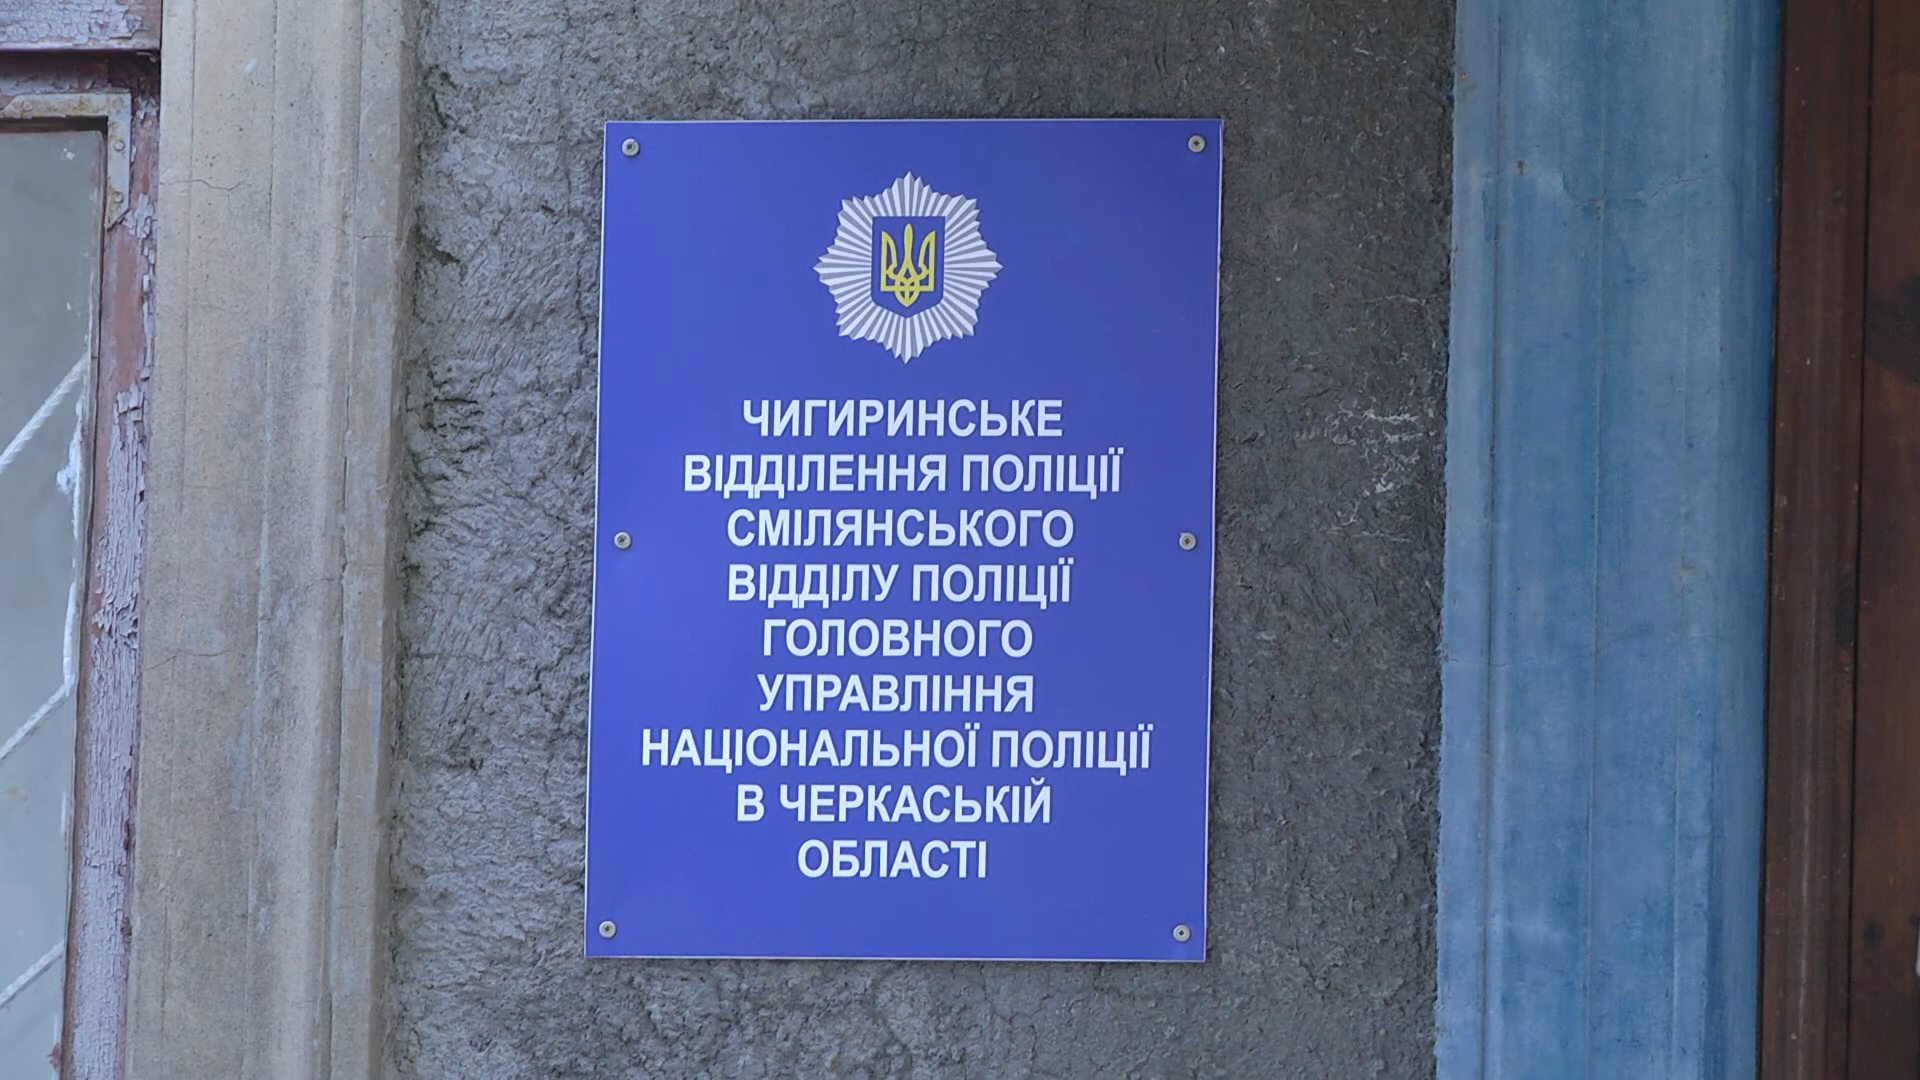 ЧИГИРИНСЬКЕ
ВІДДІЛЕННЯ ПОЛІЦІЇ
СМІЛЯНСЬКОГО
ВІДДІЛУ ПОЛІЦІЇ
ГОЛОВНОГО
УПРАВЛІННЯ
НАЦІОНАЛЬНОЇ ПОЛІЦІЇ
В ЧЕРКАСЬКІЙ
ОБЛАСТІ